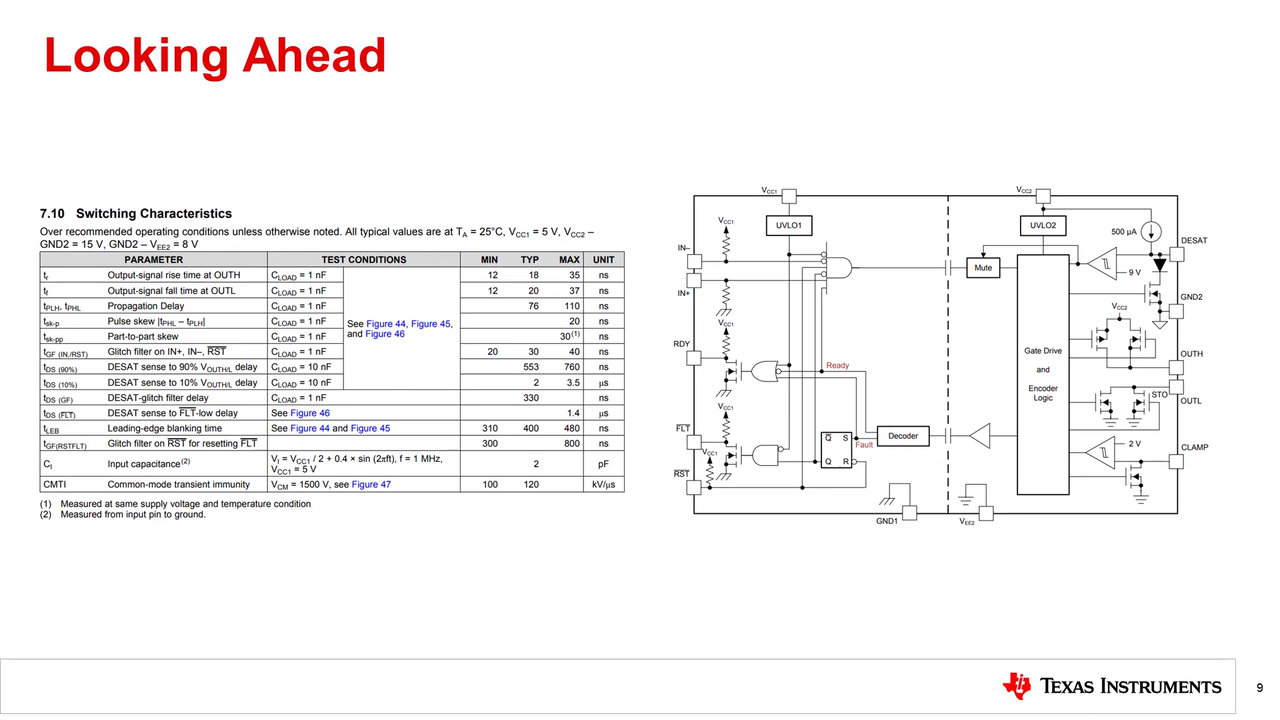 Looking Ahead
7.10 Switching Characteristics
Over recommended operating conditions unless otherwise noted. All typical values are at TA = 25°C, VCC1 = 5 V, VCC2 –
GND2 = 15 V, GND2 – VEE2 = 8 V
PARAMETER TEST CONDITIONS MIN TYP MAX UNIT
tr Output-signal rise time at OUTH CLOAD = 1 nF 12 18 35 ns
tf Output-signal fall time at OUTL CLOAD = 1 nF 12 20 37 ns
tPLH, tPHL Propagation Delay CLOAD = 1 nF 76 110 ns
tsk-p Pulse skew |tPHL – tPLH| CLOAD = 1 nF 20 ns
See Figure 44, Figure 45,
and Figure 46
tsk-pp Part-to-part skew CLOAD = 1 nF 30(1) ns
tGF (IN,/RST) Glitch filter on IN+, IN–, RST CLOAD = 1 nF 20 30 40 ns
tDS (90%) DESAT sense to 90% VOUTH/L delay CLOAD = 10 nF 553 760 ns
tDS (10%) DESAT sense to 10% VOUTH/L delay CLOAD = 10 nF 2 3.5 μs
tDS (GF) DESAT-glitch filter delay CLOAD = 1 nF 330 ns
tDS (FLT) DESAT sense to FLT-low delay See Figure 46 1.4 μs
tLEB Leading-edge blanking time See Figure 44 and Figure 45 310 400 480 ns
tGF(RSTFLT) Glitch filter on RST for resetting FLT 300 800 ns
CI Input capacitance(2) VI = VCC1 / 2 + 0.4 × sin (2πft), f = 1 MHz,
VCC1 = 5 V 2 pF
CMTI Common-mode transient immunity VCM = 1500 V, see Figure 47 100 120 kV/μs
(1) Measured at same supply voltage and temperature condition
(2) Measured from input pin to ground.
VCC1
VCC2
UVLO1
UVLO2
500 μA
DESAT
VCC1
IN–
Mute
9 V
IN+
GND2
VCC2
VCC1
RDY
Gate Drive
and
Encoder
Logic
OUTH
Ready
STO
OUTL
VCC1
FLT
Q S
Q R
Decoder
Fault
2 V
CLAMP
VCC1
RST
GND1
VEE2
TEXAS INSTRUMENTS
9